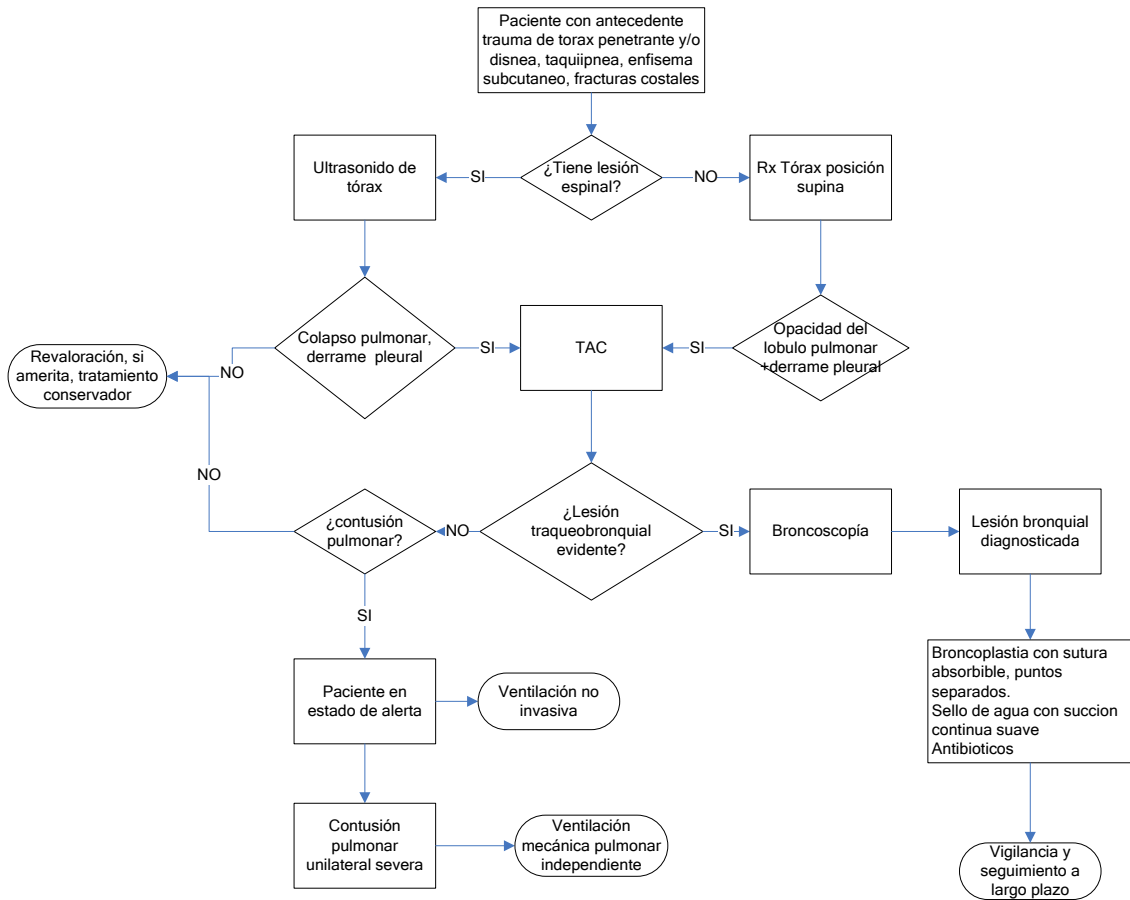 Paciente con antecedente
trauma de torax penetrante y/o
disnea, taquiipnea, enfisema
subcutaneo, fracturas costales
Ultrasonido de
tórax
SI
¿Tiene lesión
espinal?
NO
Rx Tórax posición
supina
Colapso pulmonar,
derrame pleural
SI
TAC
SI
Opacidad del
lobulo pulmonar
+derrame pleural
Revaloración, si
amerita, tratamiento
conservador
NO
NO
¿contusión
pulmonar?
NO
¿Lesión
traqueobronquial
evidente?
SI
Broncoscopía
Lesión bronquial
diagnosticada
SI
Broncoplastia con sutura
absorbible, puntos
separados.
Sello de agua con succion
continua suave
Antibioticos
Paciente en
estado de alerta
Ventilación no
invasiva
Contusión
pulmonar
unilateral severa
Ventilación
mecánica pulmonar
independiente
Vigilancia y
seguimiento a
largo plazo